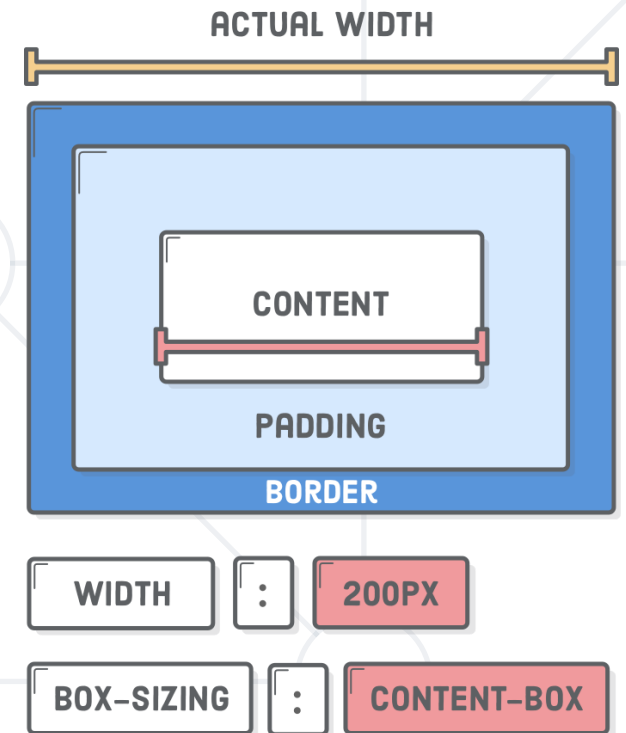 ACTUAL WIDTH
CONTENT
PADDING
BORDER
WIDTH : 200PX
BOX-SIZING : CONTENT-BOX